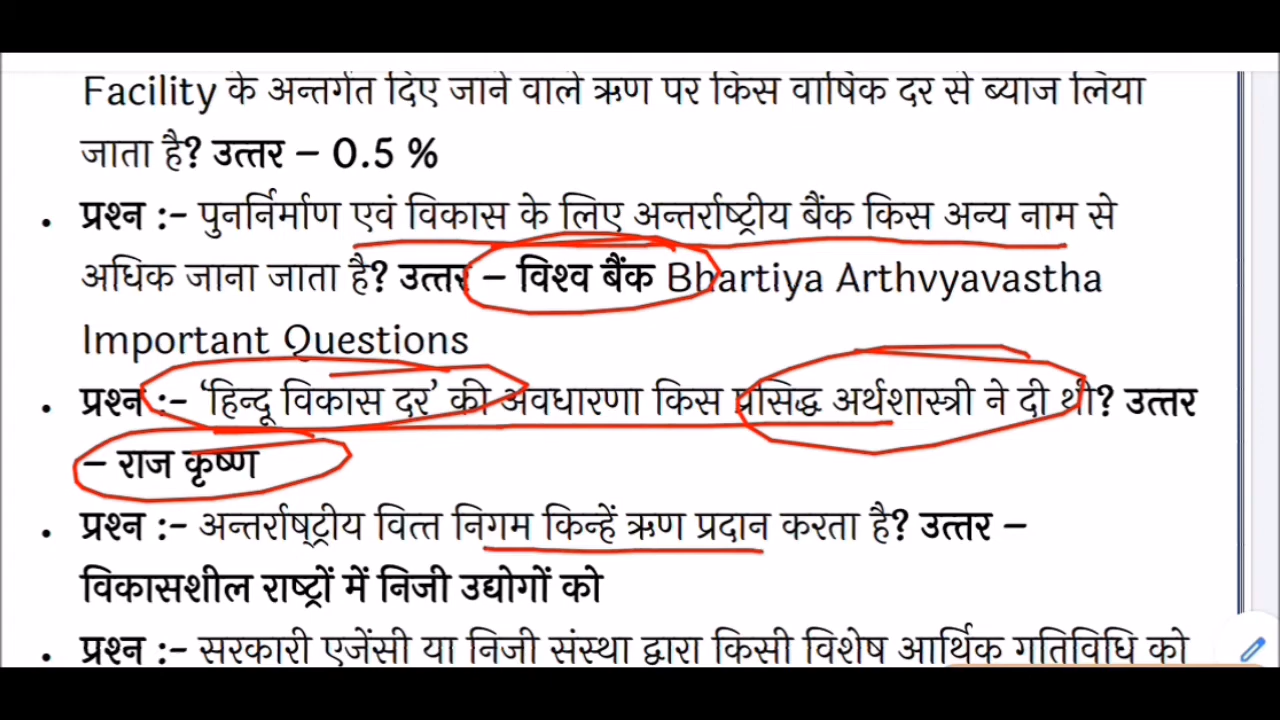 Facility के अन्तर्गत दिए जाने वाले ऋण पर किस वार्षिक दर से ब्याज लिया
जाता है? उत्तर – 0.5 %
• प्रश्न :- पुनर्निर्माण एवं विकास के लिए अन्तर्राष्ट्रीय बैंक किस अन्य नाम से
अधिक जाना जाता है? उत्तर – विश्व बैंक Bhartiya Arthvyavastha
Important Questions
• प्रश्न :- ‘हिन्दू विकास दर’ की अवधारणा किस प्रसिद्ध अर्थशास्त्री ने दी थी? उत्तर
– राज कृष्ण
• प्रश्न :- अन्तर्राष्ट्रीय वित्त निगम किन्हें ऋण प्रदान करता है? उत्तर –
विकासशील राष्ट्रों में निजी उद्योगों को
• प्रश्न :- सरकारी एजेंसी या निजी संस्था द्वारा किसी विशेष आर्थिक गतिविधि को